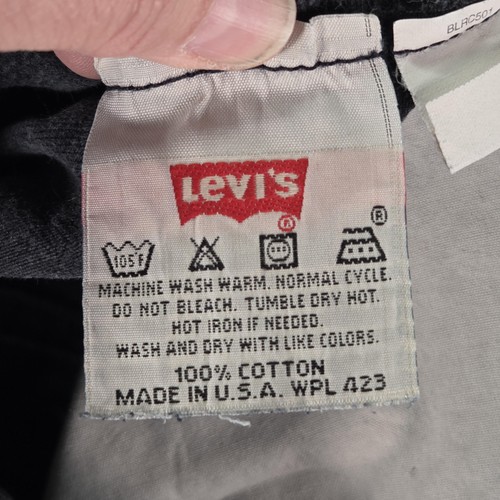 BLRC501
Levi's
®
®
105°F
MACHINE WASH WARM. NORMAL CYCLE.
DO NOT BLEACH. TUMBLE DRY HOT.
HOT IRON IF NEEDED.
WASH AND DRY WITH LIKE COLORS.
100% COTTON
MADE IN U.S.A. WPL 423